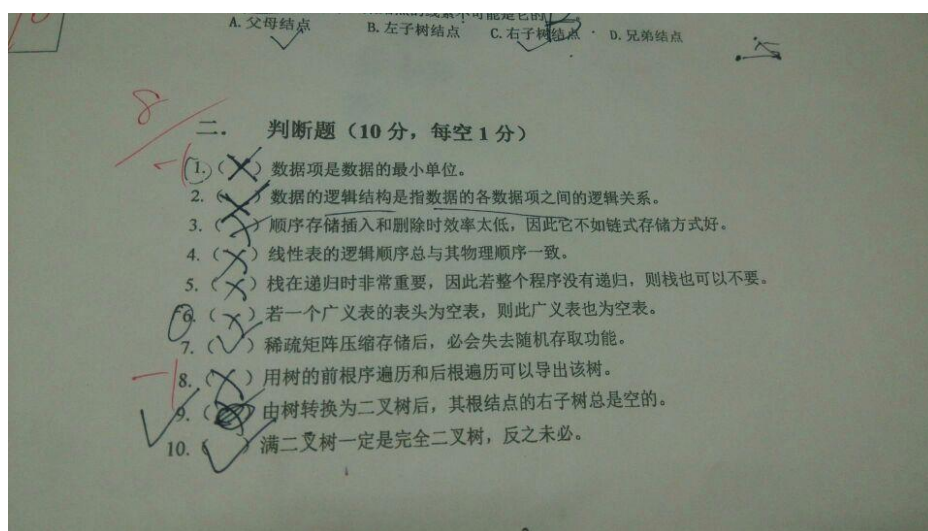 A. 父母结点 B. 左子树结点 C. 右子树结点 D. 兄弟结点
8
二. 判断题(10 分,每空 1 分)
-1
1. (×) 数据项是数据的最小单位。
2. (×) 数据的逻辑结构是指数据的各数据项之间的逻辑关系。
3. (×) 顺序存储插入和删除时效率太低,因此它不如链式存储方式好。
4. (×) 线性表的逻辑顺序总与其物理顺序一致。
5. (×) 栈在递归时非常重要,因此若整个程序没有递归,则栈也可以不要。
6. (×) 若一个广义表的表头为空表,则此广义表也为空表。
7. (√) 稀疏矩阵压缩存储后,必会失去随机存取功能。
-1
8. (×) 用树的前根序遍历和后根遍历可以导出该树。
9. ( ) 由树转换为二叉树后,其根结点的右子树总是空的。
10. (√) 满二叉树一定是完全二叉树,反之未必。